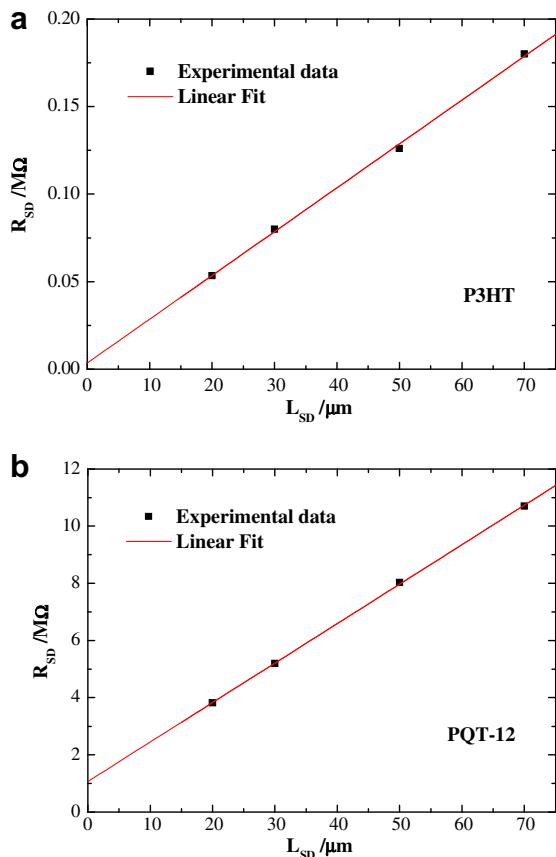 a
0.20
Experimental data
Linear Fit
0.15
R_SD /MΩ
0.10
0.05
P3HT
0.00
0 10 20 30 40 50 60 70
L_SD /μm
b
12
Experimental data
10
Linear Fit
8
R_SD /MΩ
6
4
2
PQT-12
0
0 10 20 30 40 50 60 70
L_SD /μm